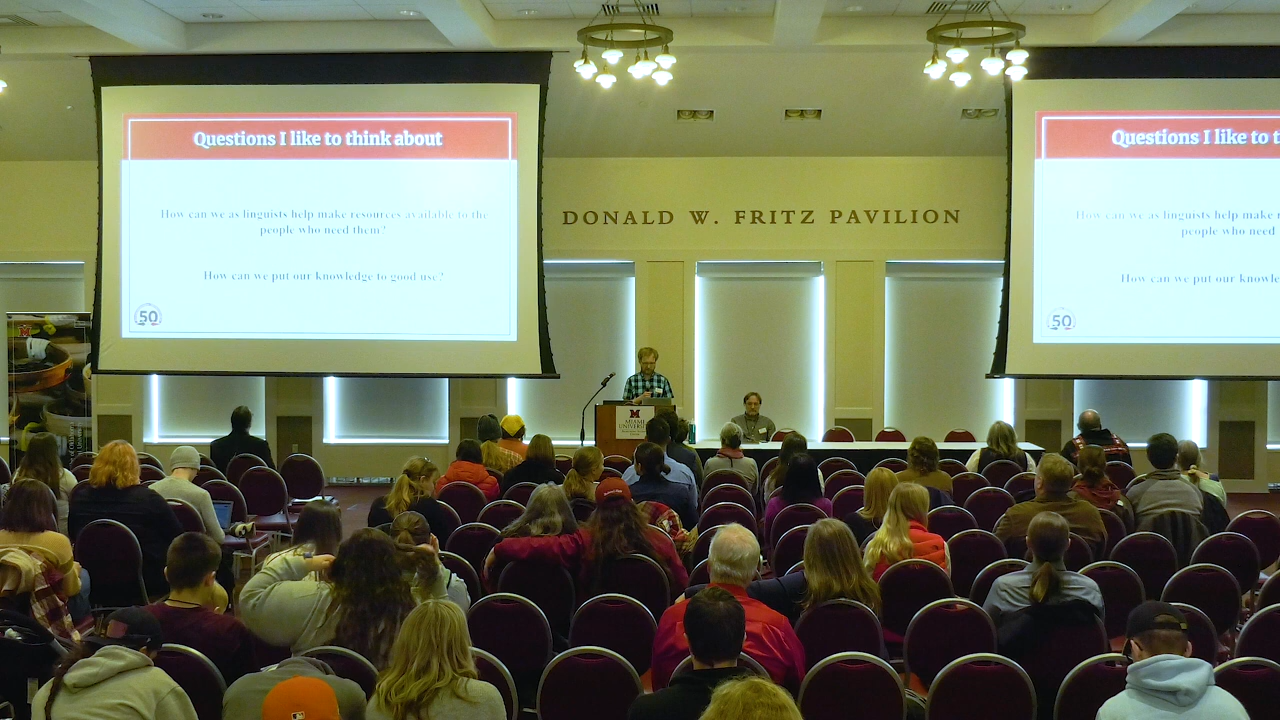 Questions I like to think about
How can we as linguists help make resources available to the
people who need them?
How can we put our knowledge to good use?
50
DONALD W. FRITZ PAVILION
Questions I like to
How can we as linguists help make
people who need
How can we put our
50
M
MIAMI
UNIVERSITY